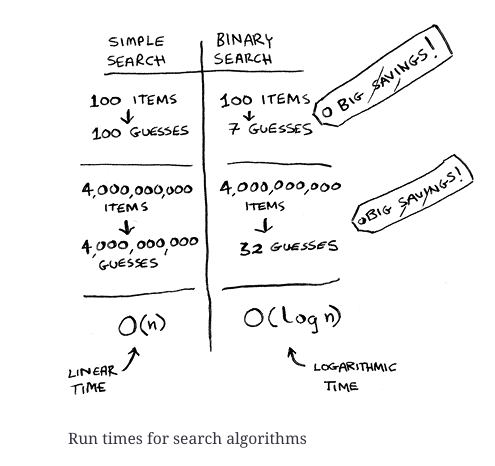 SIMPLE SEARCH
BINARY SEARCH
100 ITEMS
100 GUESSES
100 ITEMS
7 GUESSES
BIG SAVINGS!
4,000,000,000
ITEMS
4,000,000,000
GUESSES
4,000,000,000
ITEMS
32 GUESSES
BIG SAVINGS!
O(n)
O(log n)
LINEAR
TIME
LOGARITHMIC
TIME
Run times for search algorithms